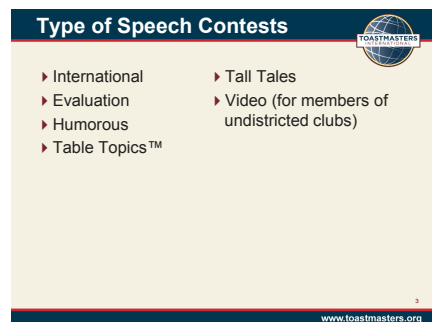 Type of Speech Contests
TOASTMASTERS
INTERNATIONAL
International
Evaluation
Humorous
Table Topics™
Tall Tales
Video (for members of
undistricted clubs)
3
www.toastmasters.org